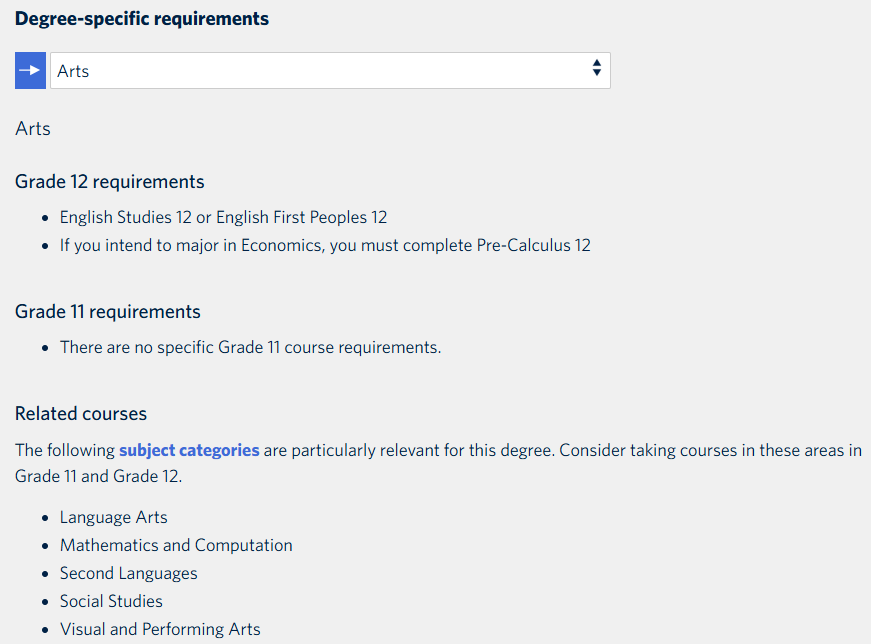 Degree-specific requirements
Arts
Arts
Grade 12 requirements
English Studies 12 or English First Peoples 12
If you intend to major in Economics, you must complete Pre-Calculus 12
Grade 11 requirements
There are no specific Grade 11 course requirements.
Related courses
The following subject categories are particularly relevant for this degree. Consider taking courses in these areas in
Grade 11 and Grade 12.
Language Arts
Mathematics and Computation
Second Languages
Social Studies
Visual and Performing Arts